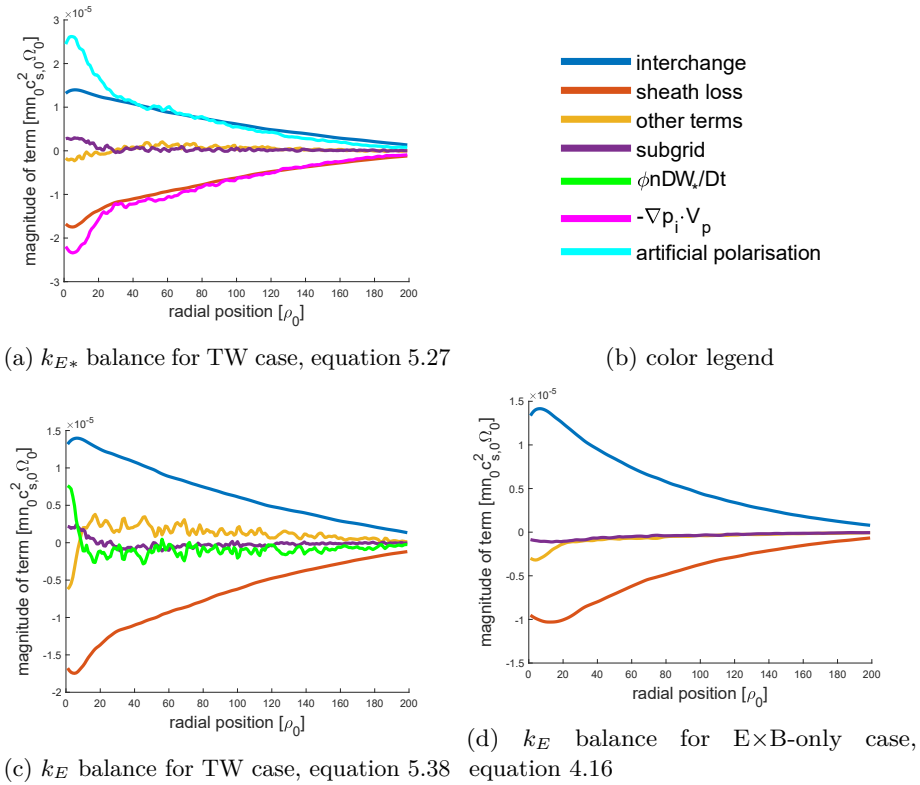 ×10⁻⁵
3
2
1
0
-1
-2
-3
magnitude of term [mn₀c²ₛ,₀Ω₀]
0 20 40 60 80 100 120 140 160 180 200
radial position [ρ₀]
(a) k_E* balance for TW case, equation 5.27
interchange
sheath loss
other terms
subgrid
ϕnDW*/Dt
-∇pᵢ·Vₚ
artificial polarisation
(b) color legend
×10⁻⁵
1.5
1
0.5
0
-0.5
-1
-1.5
-2
magnitude of term [mn₀c²ₛ,₀Ω₀]
0 20 40 60 80 100 120 140 160 180 200
radial position [ρ₀]
(c) k_E balance for TW case, equation 5.38
×10⁻⁵
1.5
1
0.5
0
-0.5
-1
-1.5
magnitude of term [mn₀c²ₛ,₀Ω₀]
0 20 40 60 80 100 120 140 160 180 200
radial position [ρ₀]
(d) k_E balance for E×B-only case,
equation 4.16